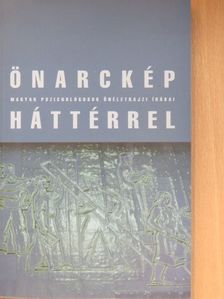 ÖNARCKÉP
MAGYAR PSZICHOLÓGUSOK ÖNÉLETRAJZI ÍRÁSAI
HÁTTÉRREL